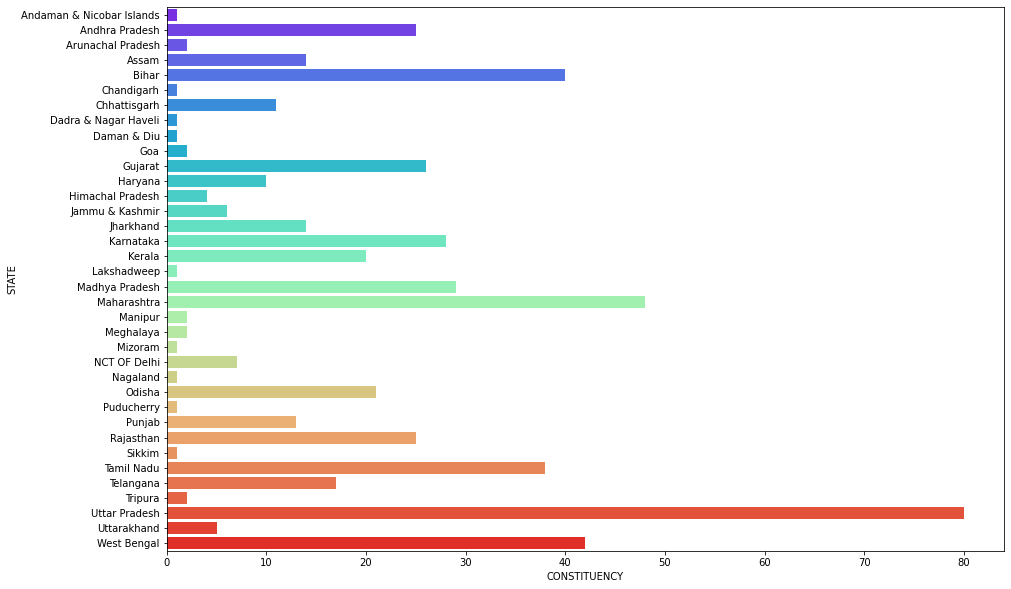 Andaman & Nicobar Islands
Andhra Pradesh
Arunachal Pradesh
Assam
Bihar
Chandigarh
Chhattisgarh
Dadra & Nagar Haveli
Daman & Diu
Goa
Gujarat
Haryana
Himachal Pradesh
Jammu & Kashmir
Jharkhand
Karnataka
Kerala
Lakshadweep
Madhya Pradesh
Maharashtra
Manipur
Meghalaya
Mizoram
NCT OF Delhi
Nagaland
Odisha
Puducherry
Punjab
Rajasthan
Sikkim
Tamil Nadu
Telangana
Tripura
Uttar Pradesh
Uttarakhand
West Bengal
STATE
0 10 20 30 40 50 60 70 80
CONSTITUENCY